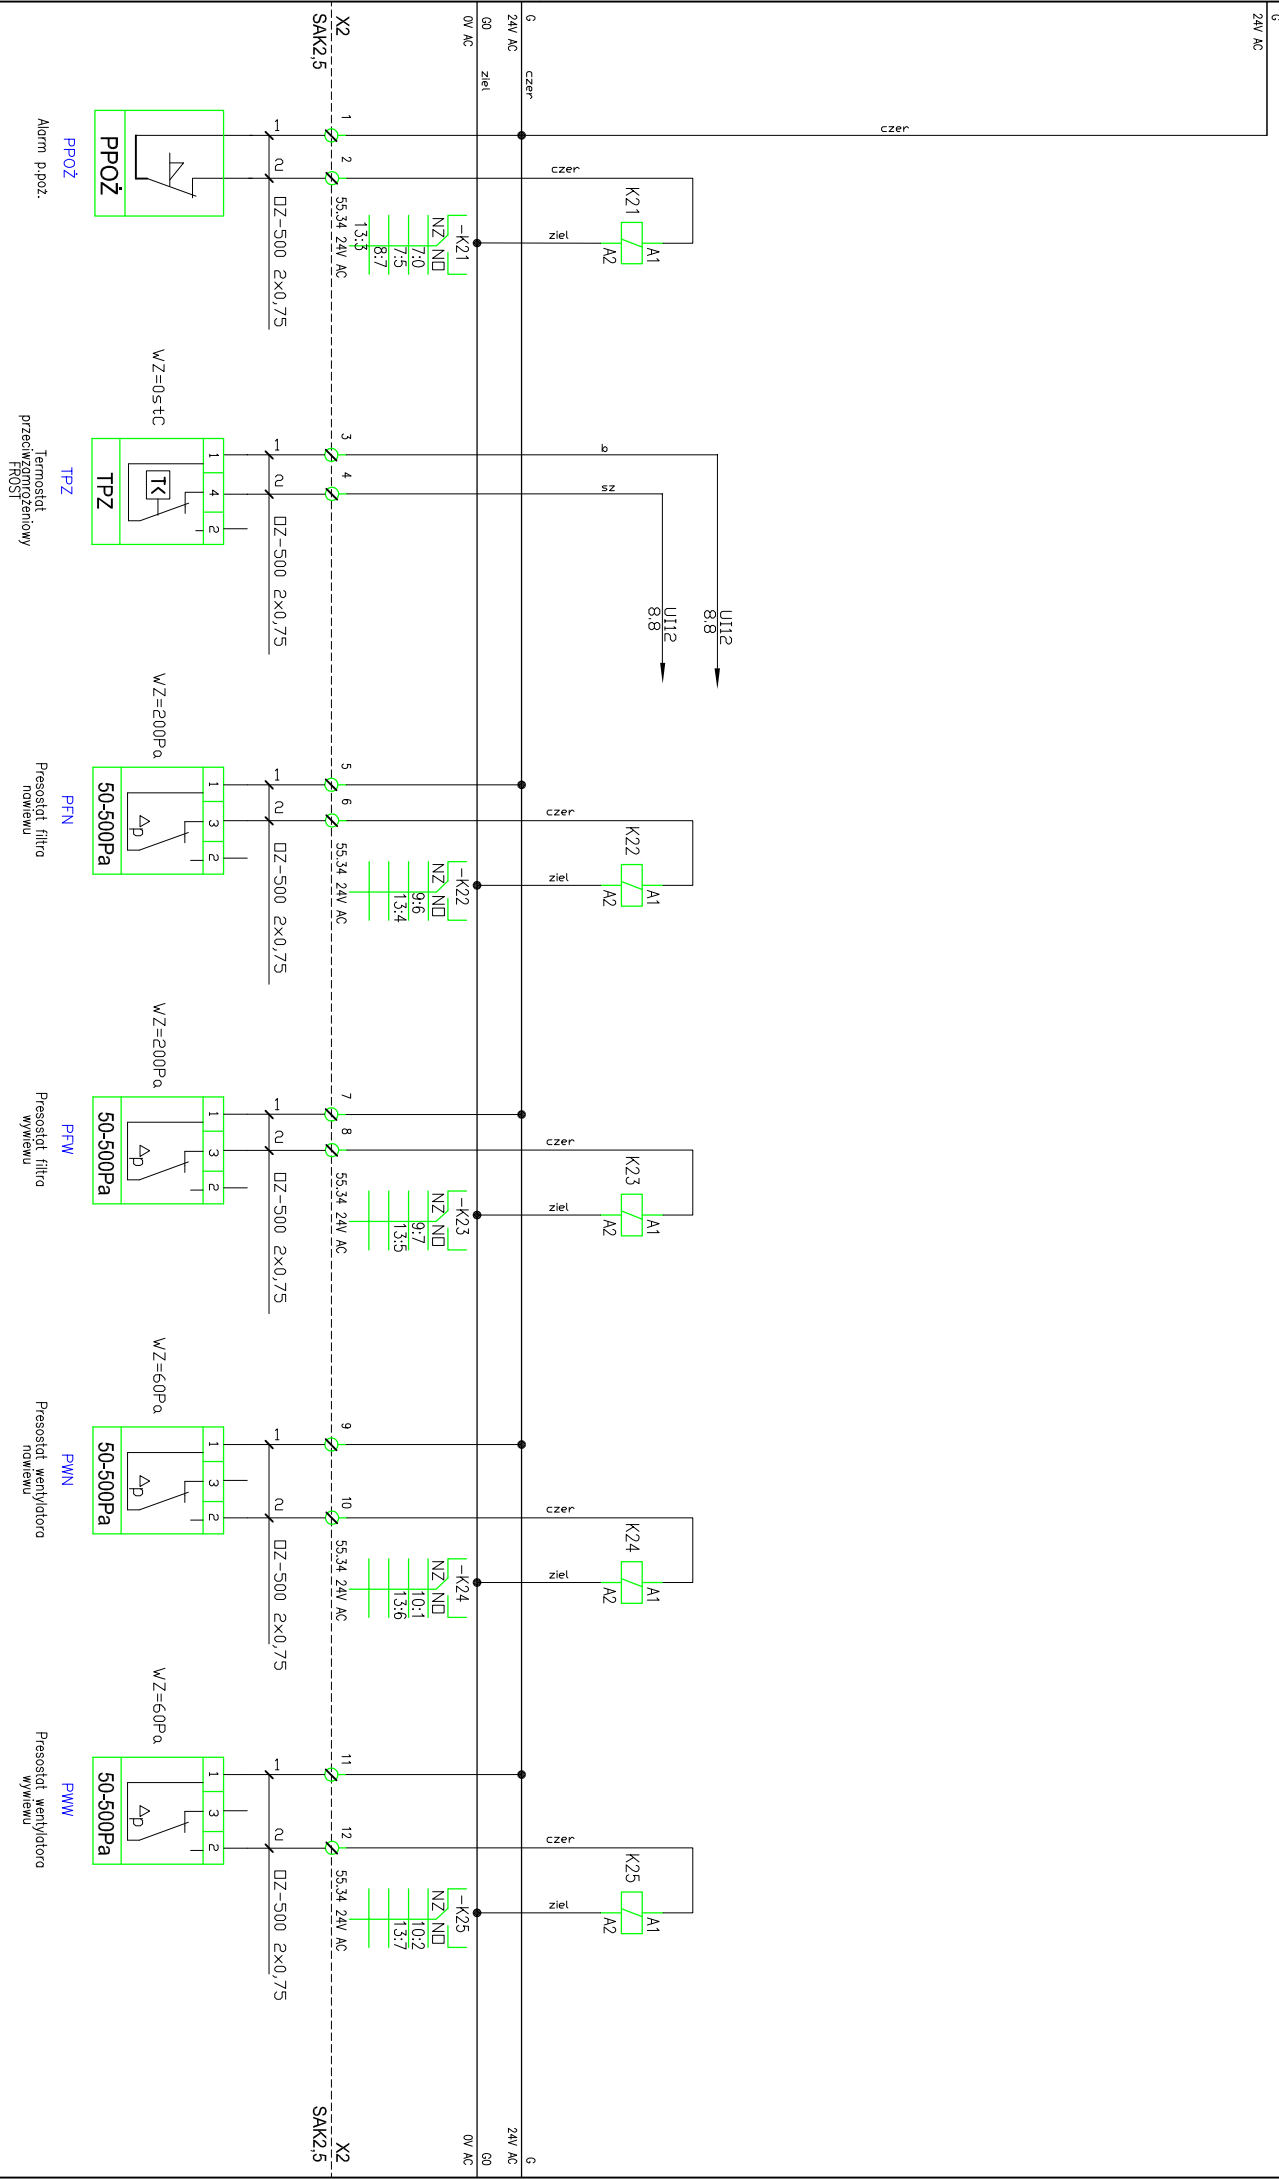 G
24V AC
czer
G
24V AC
czer
G0
0V AC
ziel
X2
SAK2,5
1
2
czer
K21
A1
A2
ziel
-K21
NZ NO
7:0
7:5
8:7
13:3
55.34 24V AC
1
2
OZ-500 2x0,75
PPOŻ
PPOŻ
Alarm p.poż.
3
4
b
sz
UI12
8.8
UI12
8.8
1
2
OZ-500 2x0,75
WZ=0stC
1
4
2
TK
TPZ
TPZ
Termostat
przeciwzamrożeniowy
FROST
5
6
czer
K22
A1
A2
ziel
-K22
NZ NO
9:6
13:4
55.34 24V AC
1
2
OZ-500 2x0,75
WZ=200Pa
1
3
2
Δp
50-500Pa
PFN
Presostat filtra
nawiewu
7
8
czer
K23
A1
A2
ziel
-K23
NZ NO
9:7
13:5
55.34 24V AC
1
2
OZ-500 2x0,75
WZ=200Pa
1
3
2
Δp
50-500Pa
PFW
Presostat filtra
wywiewu
9
10
czer
K24
A1
A2
ziel
-K24
NZ NO
10:1
13:6
55.34 24V AC
1
2
OZ-500 2x0,75
WZ=60Pa
1
3
2
Δp
50-500Pa
PWN
Presostat wentylatora
nawiewu
11
12
czer
K25
A1
A2
ziel
-K25
NZ NO
10:2
13:7
55.34 24V AC
1
2
OZ-500 2x0,75
WZ=60Pa
1
3
2
Δp
50-500Pa
PWW
Presostat wentylatora
wywiewu
G
24V AC
G0
0V AC
X2
SAK2,5